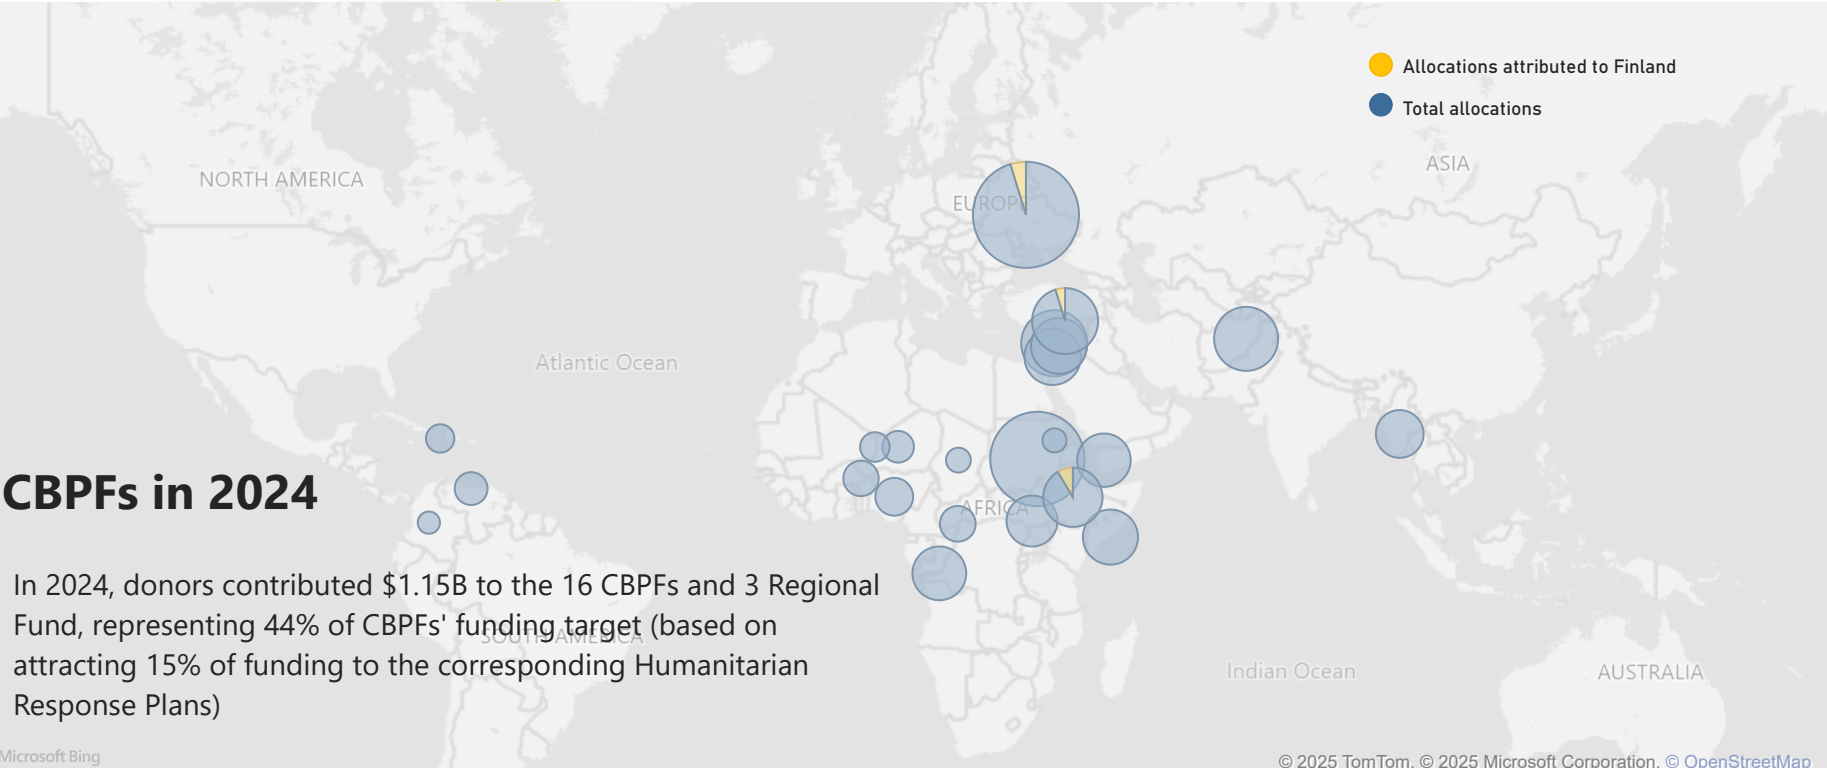 Allocations attributed to Finland
Total allocations
NORTH AMERICA
EUROPE
ASIA
Atlantic Ocean
AFRICA
CBPFs in 2024
In 2024, donors contributed $1.15B to the 16 CBPFs and 3 Regional
Fund, representing 44% of CBPFs' funding target (based on
attracting 15% of funding to the corresponding Humanitarian
Response Plans)
SOUTH AMERICA
Indian Ocean
AUSTRALIA
Microsoft Bing
© 2025 TomTom, © 2025 Microsoft Corporation, © OpenStreetMap